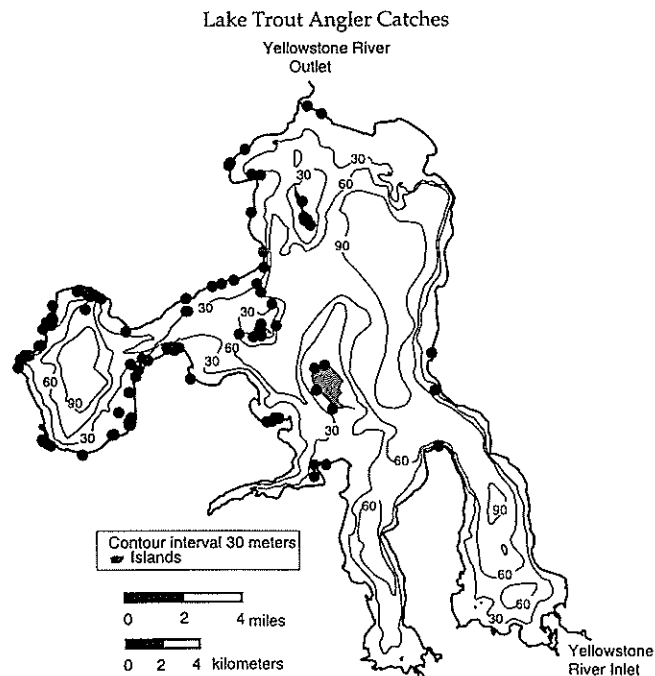 Lake Trout Angler Catches
Yellowstone River
Outlet
30
30
60
90
30
30
60
30
60
90
30
30
60
60
90
60
60
30
Contour interval 30 meters
Islands
0 2 4 miles
0 2 4 kilometers
Yellowstone
River Inlet